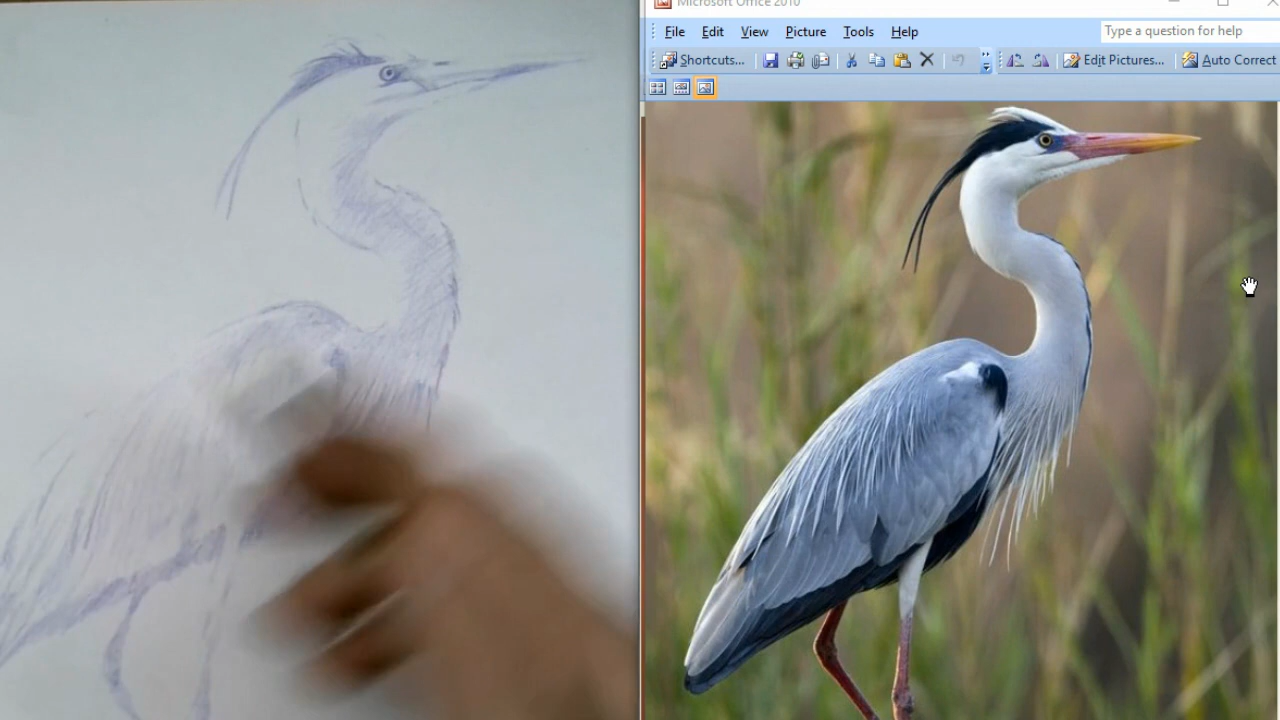 Microsoft Office 2010
File Edit View Picture Tools Help
Type a question for help
Shortcuts... Edit Pictures... Auto Correct